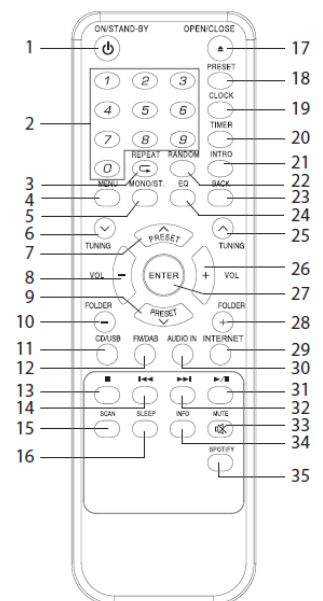 ON/STAND-BY OPEN/CLOSE
1 17
PRESET
18
1 2 3
CLOCK
19
2
4 5 6
TIMER
20
7 8 9
INTRO
21
0 REPEAT RANDOM
3 22
MENU MONO/ST. EQ BACK
4 23
5 24
6 25
TUNING TUNING
7 PRESET
26
8 VOL - ENTER + VOL
27
9 PRESET
FOLDER FOLDER
10 - + 28
CD/USB FM/DAB AUDIO IN INTERNET
11 29
12 30
13 31
14 32
SCAN SLEEP INFO MUTE
15 33
16 34
SPOTIFY
35